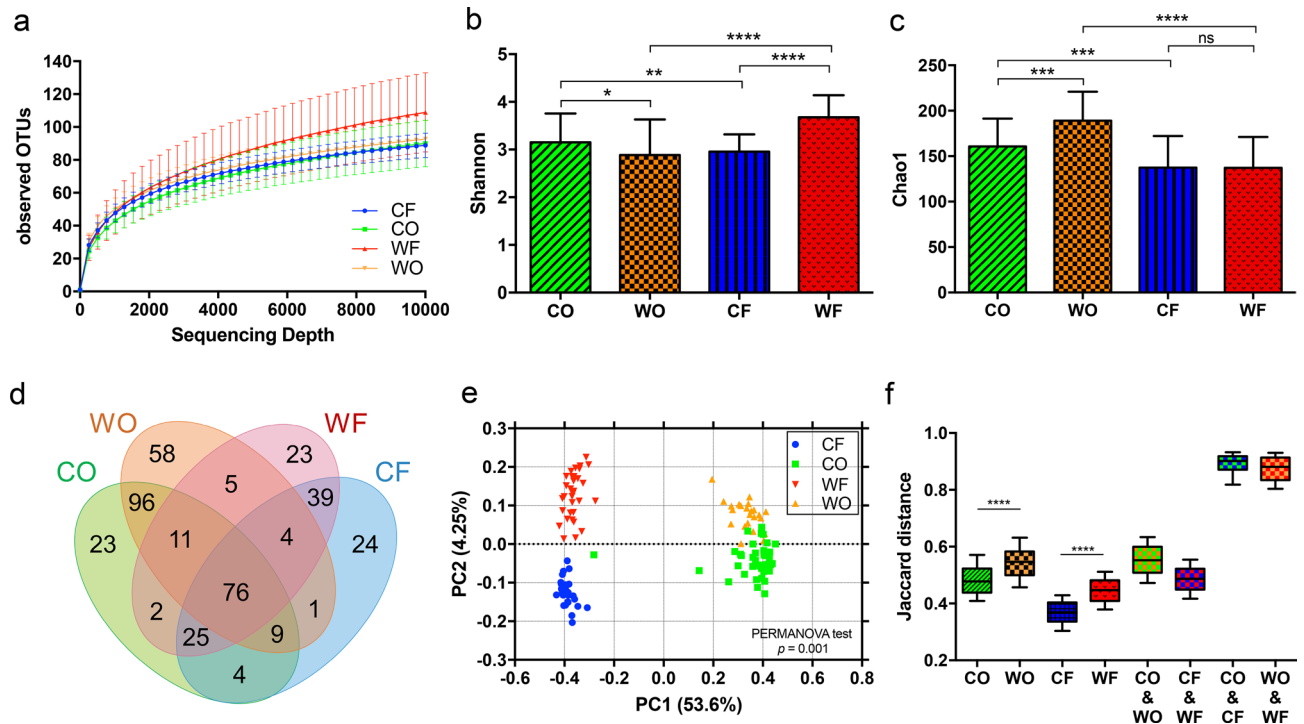 a
observed OTUs
140
120
100
80
60
40
20
0
0 2000 4000 6000 8000 10000
Sequencing Depth
CF
CO
WF
WO
b
Shannon
5
4
3
2
1
0
****
** ****
*
CO WO CF WF
c
Chao1
250
200
150
100
50
0
****
*** ns
***
CO WO CF WF
d
WO WF
CO CF
58 23
96 5 39
23 11 4 24
76
2 25 9 1
4
e
PC2 (4.25%)
0.3
0.2
0.1
0.0
-0.1
-0.2
-0.3
-0.6 -0.4 -0.2 0.0 0.2 0.4 0.6
PC1 (53.6%)
CF
CO
WF
WO
PERMANOVA test
p = 0.001
f
Jaccard distance
1.0
0.8
0.6
0.4
0.2
****
****
CO WO CF WF CO CF CO WO
& & & &
WO WF CF WF